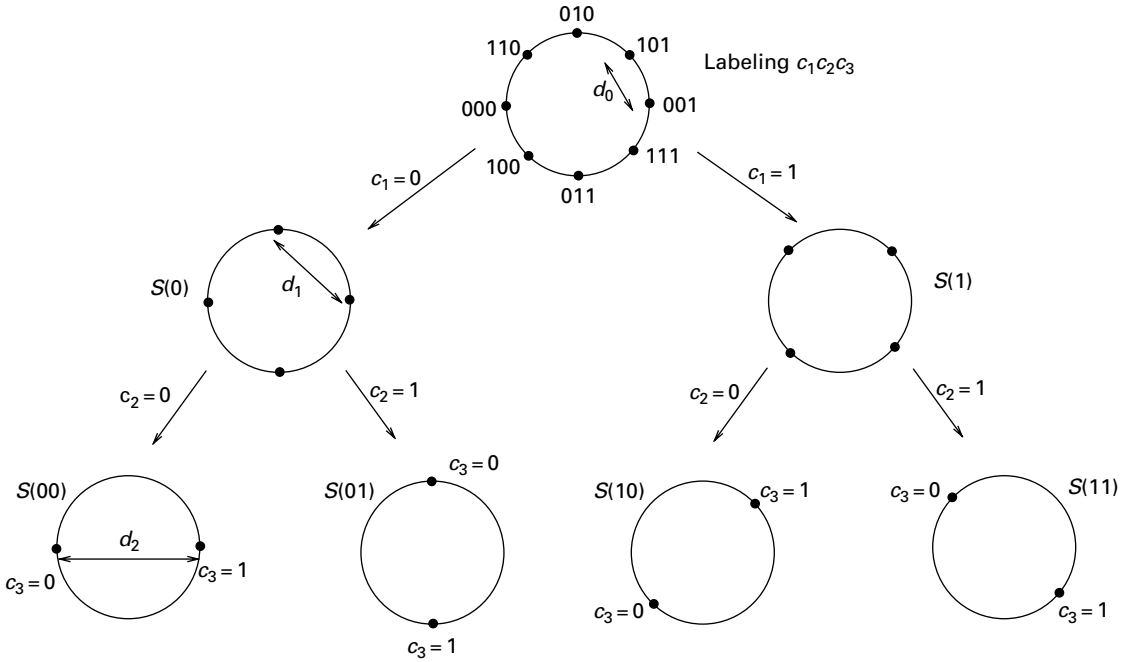 010
110
101
Labeling c₁c₂c₃
d₀
000
001
100
111
011
c₁ = 0
c₁ = 1
S(0)
d₁
S(1)
c₂ = 0
c₂ = 1
c₂ = 0
c₂ = 1
S(00)
d₂
c₃ = 0
c₃ = 1
S(01)
c₃ = 0
c₃ = 1
S(10)
c₃ = 1
c₃ = 0
c₃ = 0
S(11)
c₃ = 1